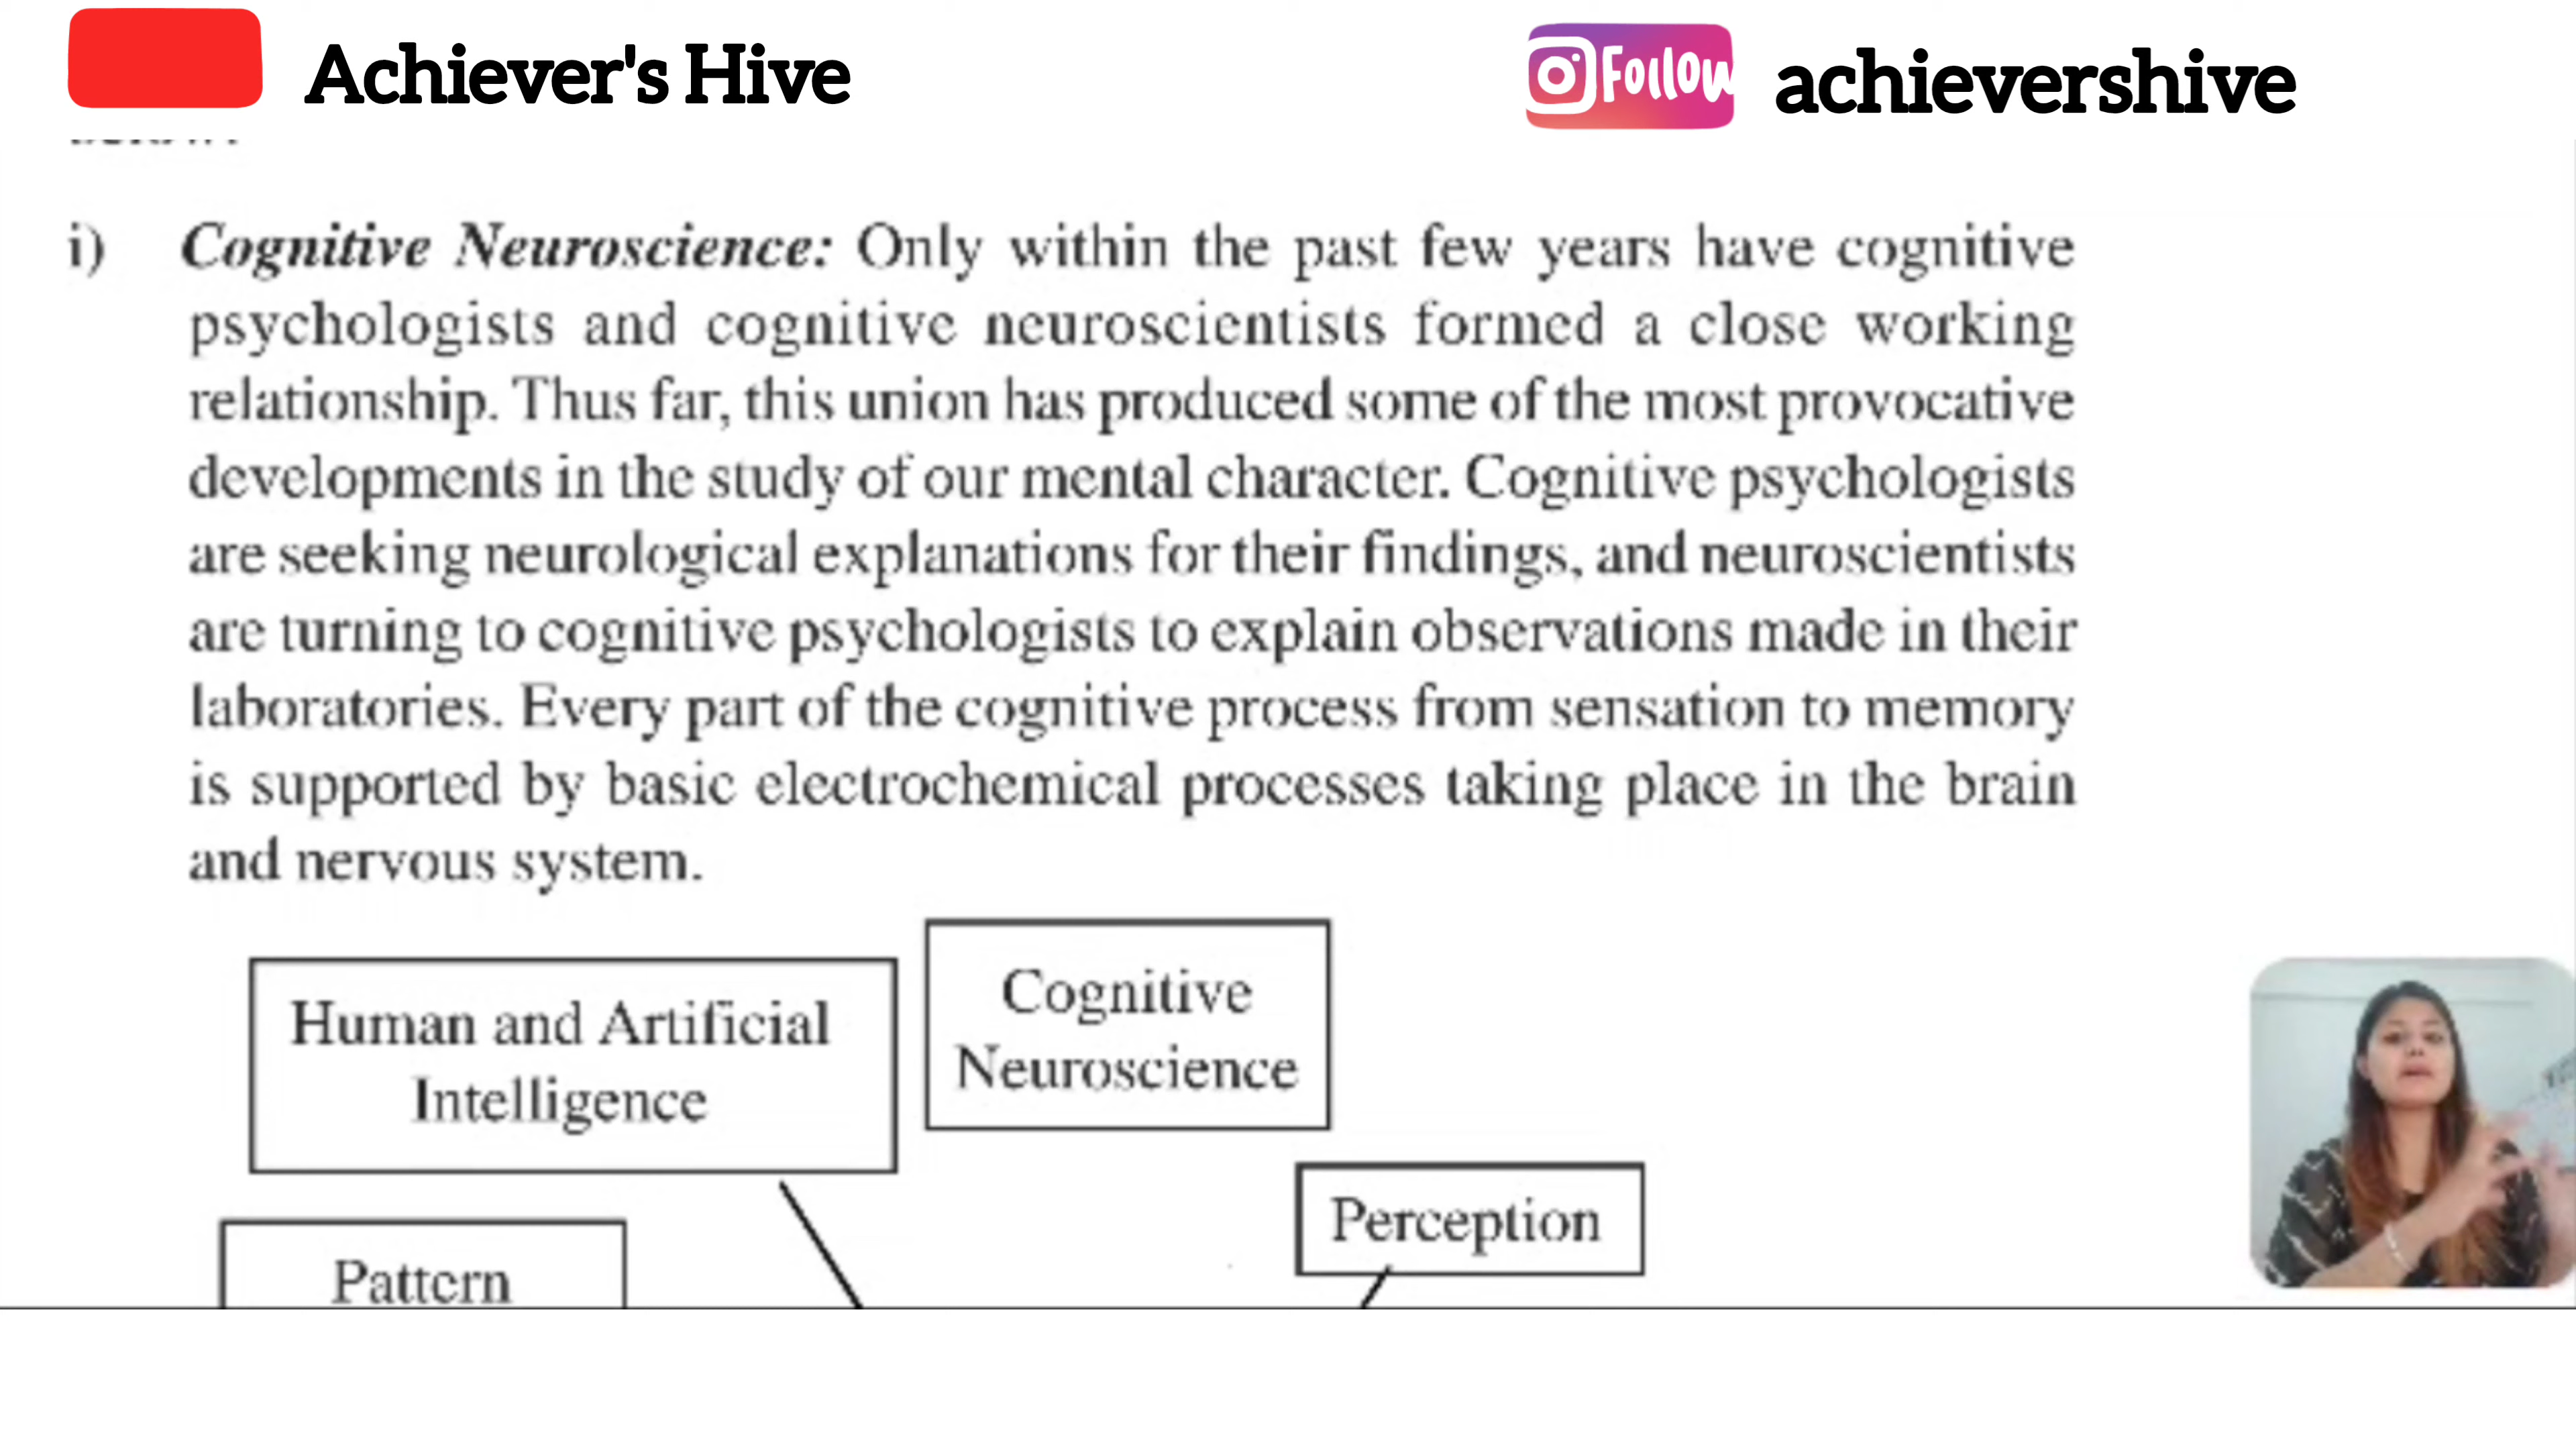 Achiever's Hive
Follow
achievershive
i) Cognitive Neuroscience: Only within the past few years have cognitive
psychologists and cognitive neuroscientists formed a close working
relationship. Thus far, this union has produced some of the most provocative
developments in the study of our mental character. Cognitive psychologists
are seeking neurological explanations for their findings, and neuroscientists
are turning to cognitive psychologists to explain observations made in their
laboratories. Every part of the cognitive process from sensation to memory
is supported by basic electrochemical processes taking place in the brain
and nervous system.
Human and Artificial
Intelligence
Cognitive
Neuroscience
Perception
Pattern